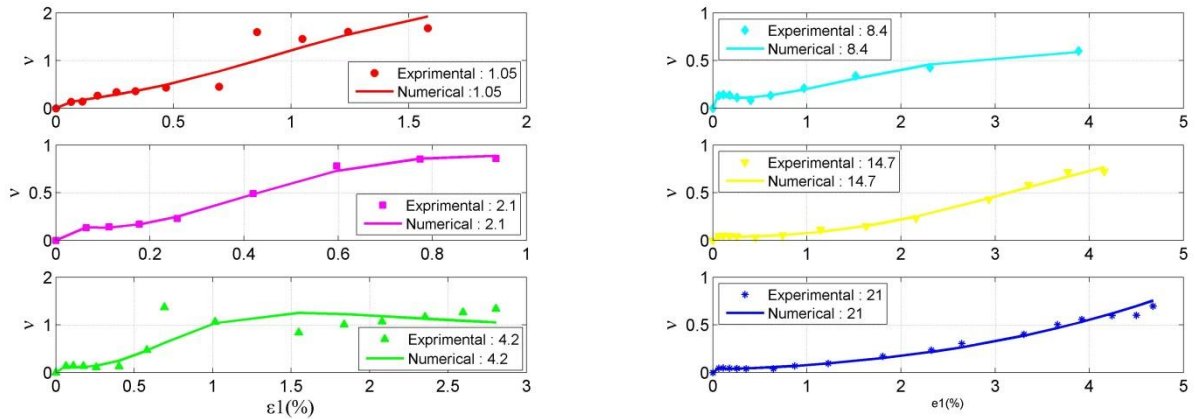 2
ν
1
0
Exprimental : 1.05
Numerical :1.05
0 0.5 1 1.5 2
1
ν
0.5
0
Experimental : 2.1
Numerical : 2.1
0 0.2 0.4 0.6 0.8 1
2
ν
1
0
Exprimental : 4.2
Numerical : 4.2
0 0.5 1 1.5 2 2.5 3
ε1(%)
1
ν
0.5
0
Experimental : 8.4
Numerical : 8.4
0 1 2 3 4 5
1
ν
0.5
0
Experimental : 14.7
Numerical : 14.7
0 1 2 3 4 5
1
ν
0.5
0
Experimental : 21
Numerical : 21
0 1 2 3 4 5
e1(%)